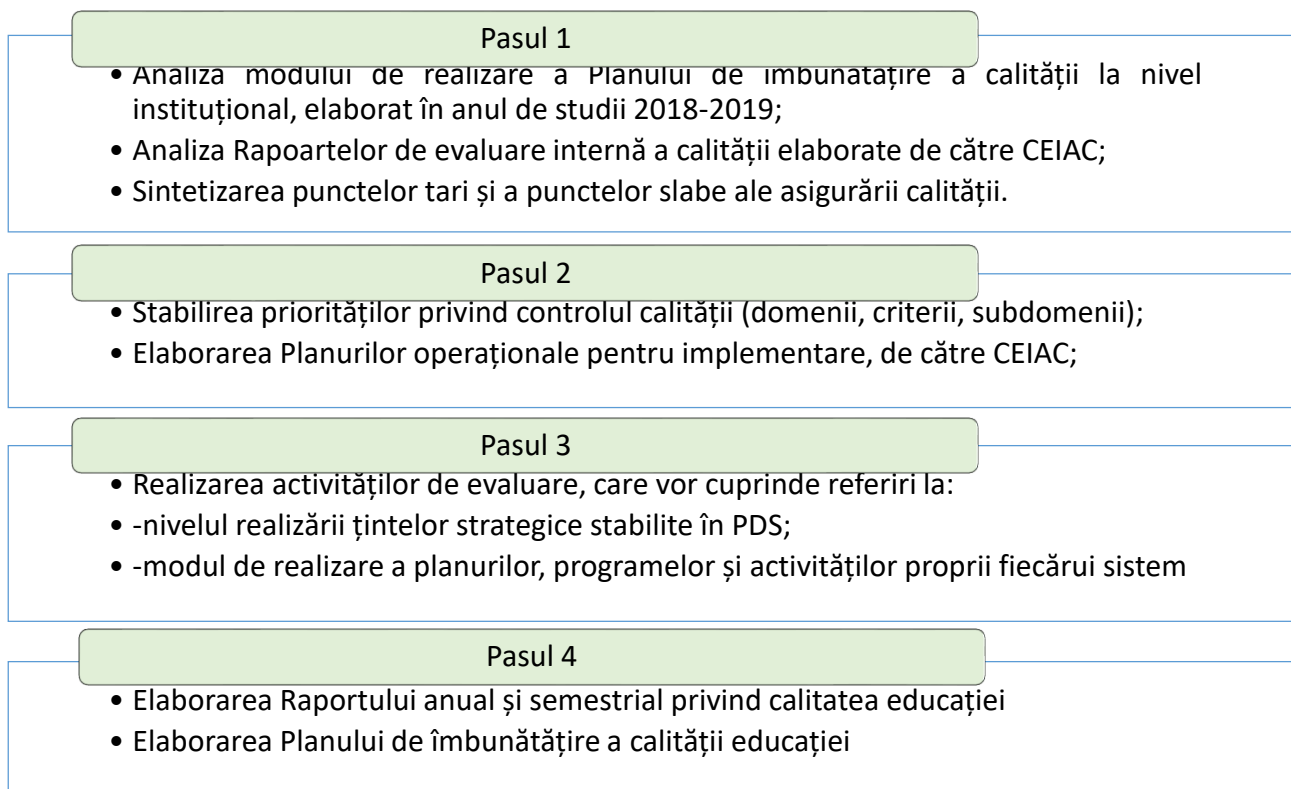 Pasul 1
• Analiza modului de realizare a Planului de îmbunătățire a calității la nivel
instituțional, elaborat în anul de studii 2018-2019;
• Analiza Rapoartelor de evaluare internă a calității elaborate de către CEIAC;
• Sintetizarea punctelor tari și a punctelor slabe ale asigurării calității.
Pasul 2
• Stabilirea priorităților privind controlul calității (domenii, criterii, subdomenii);
• Elaborarea Planurilor operaționale pentru implementare, de către CEIAC;
Pasul 3
• Realizarea activităților de evaluare, care vor cuprinde referiri la:
• -nivelul realizării țintelor strategice stabilite în PDS;
• -modul de realizare a planurilor, programelor și activităților proprii fiecărui sistem
Pasul 4
• Elaborarea Raportului anual și semestrial privind calitatea educației
• Elaborarea Planului de îmbunătățire a calității educației